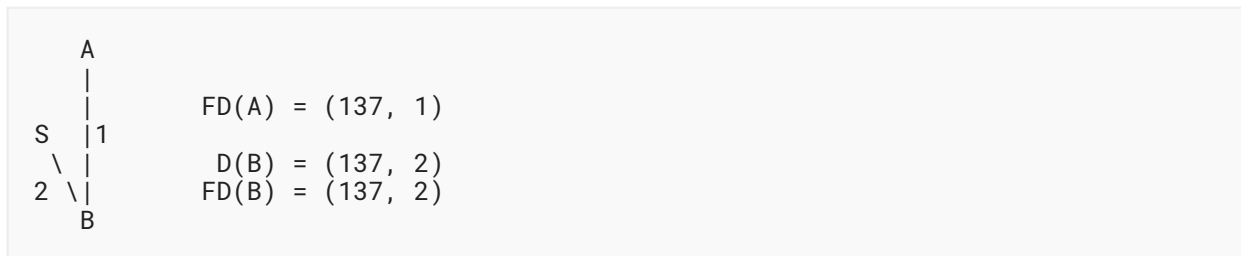 A
    |
    |        FD(A) = (137, 1)
S   |1
 \  |         D(B) = (137, 2)
2 \|        FD(B) = (137, 2)
    B